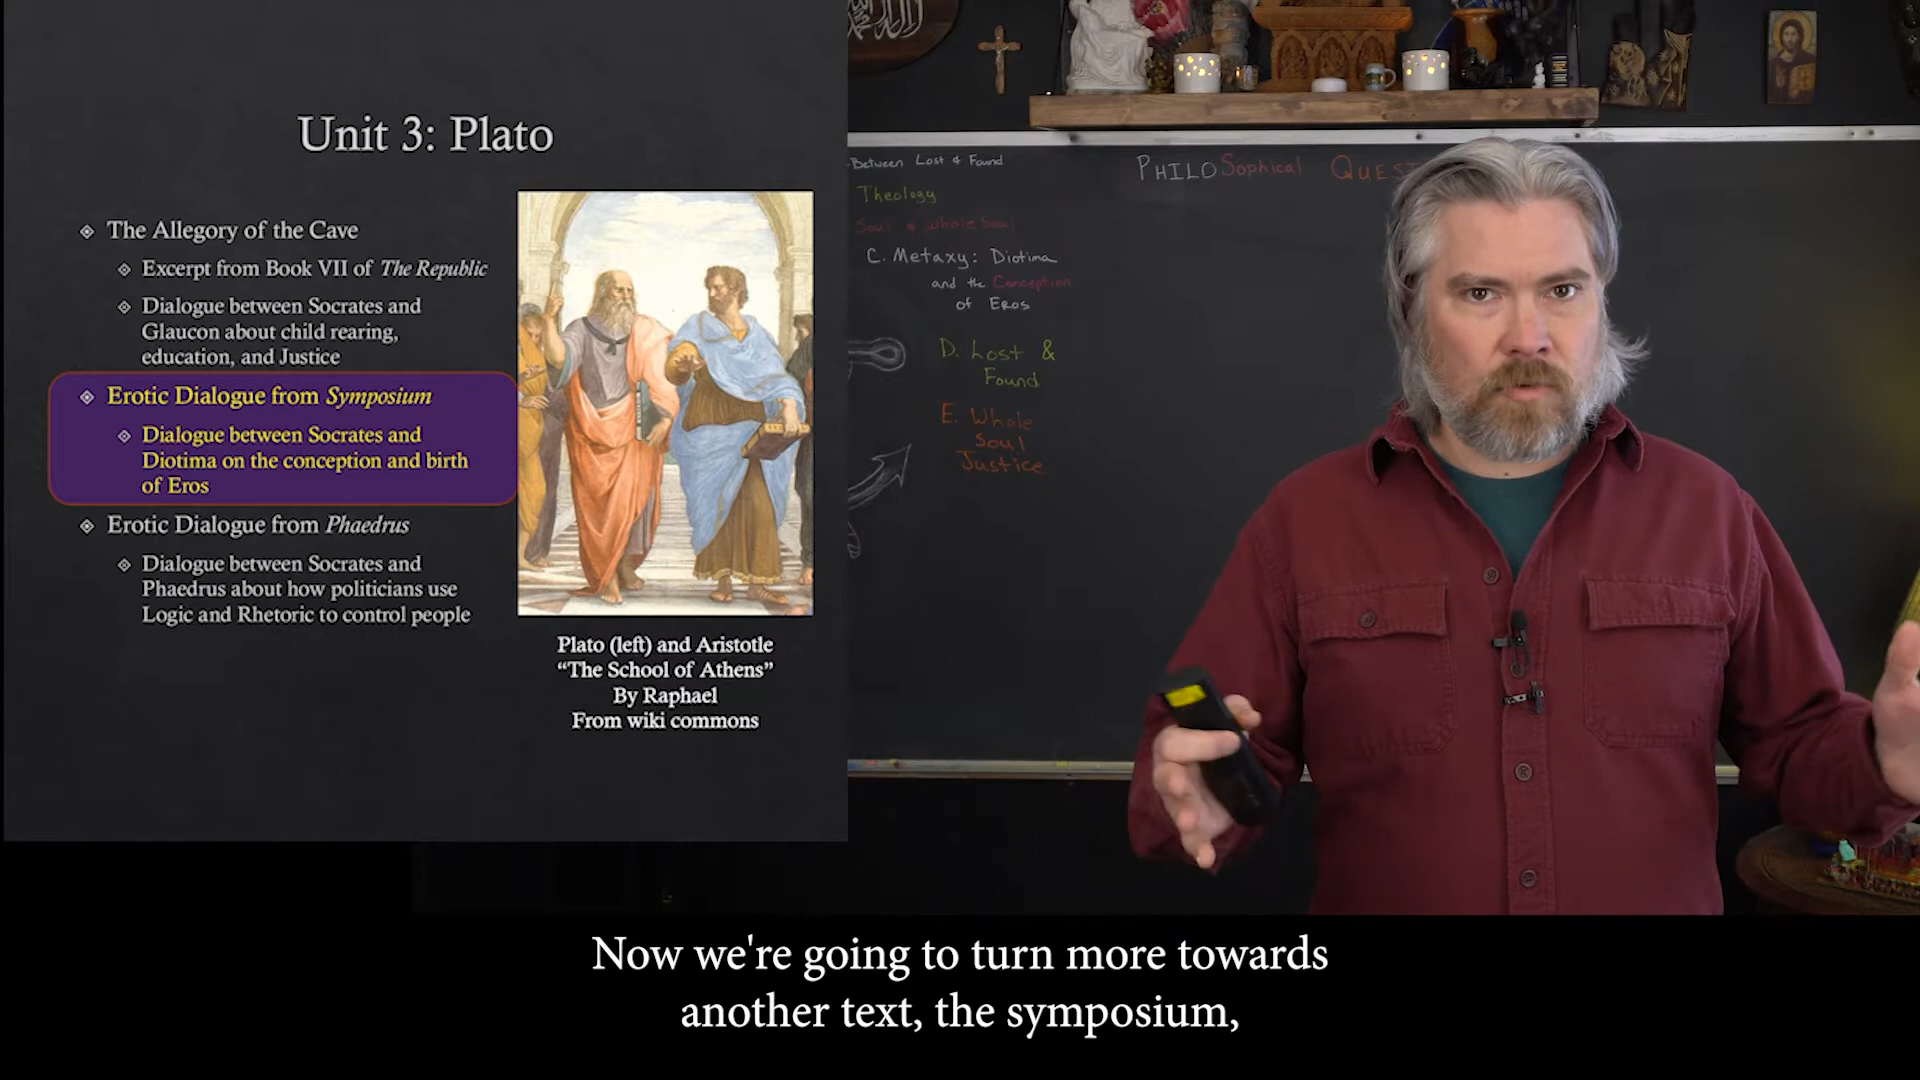 Unit 3: Plato
The Allegory of the Cave
Excerpt from Book VII of The Republic
Dialogue between Socrates and
Glaucon about child rearing,
education, and Justice
Erotic Dialogue from Symposium
Dialogue between Socrates and
Diotima on the conception and birth
of Eros
Erotic Dialogue from Phaedrus
Dialogue between Socrates and
Phaedrus about how politicians use
Logic and Rhetoric to control people
Plato (left) and Aristotle
“The School of Athens”
By Raphael
From wiki commons
Between Lost & Found
Theology
Soul & Whole Soul
C. Metaxy: Diotima
and the Conception
of Eros
D. Lost &
Found
E. Whole
Soul
Justice
PHILOSophical QUES
Now we're going to turn more towards
another text, the symposium,